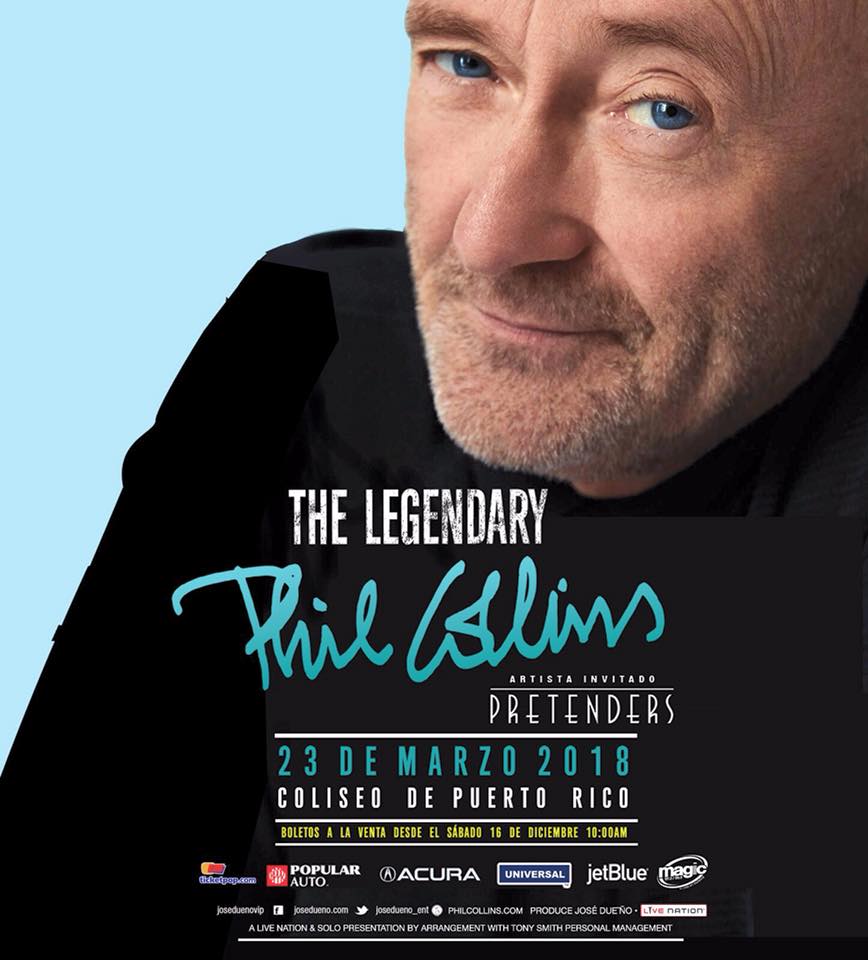 THE LEGENDARY
Phil Collins
ARTISTA INVITADO
PRETENDERS
23 DE MARZO 2018
COLISEO DE PUERTO RICO
BOLETOS A LA VENTA DESDE EL SÁBADO 16 DE DICIEMBRE 10:00AM
ticketpop.com POPULAR AUTO. ACURA UNIVERSAL jetBlue magic
joseduenovip josedueno.com josedueno_ent PHILCOLLINS.COM PRODUCE JOSÉ DUEÑO • LIVE NATION
A LIVE NATION & SOLO PRESENTATION BY ARRANGEMENT WITH TONY SMITH PERSONAL MANAGEMENT